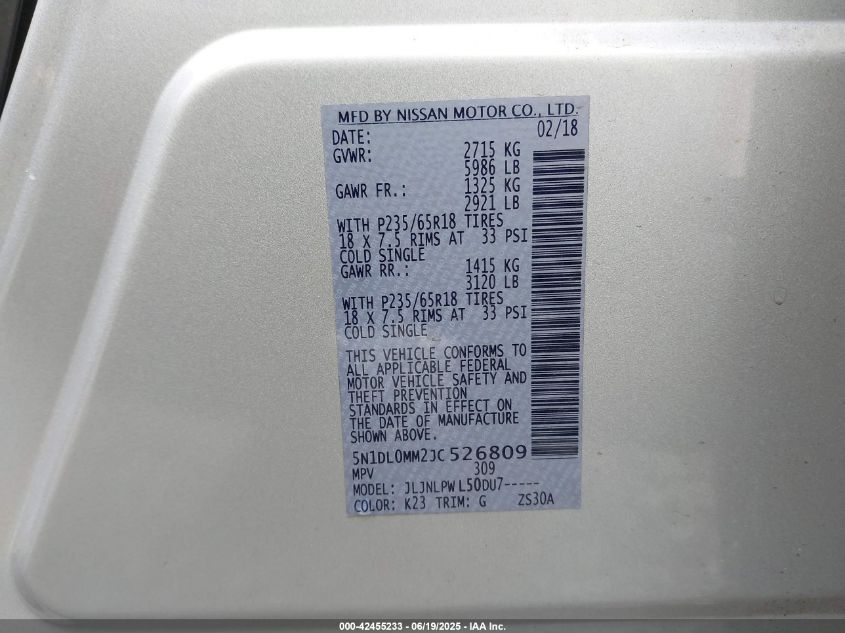 MFD BY NISSAN MOTOR CO., LTD.
DATE: 02/18
GVWR: 2715 KG
5986 LB
GAWR FR.: 1325 KG
2921 LB
WITH P235/65R18 TIRES
18 X 7.5 RIMS AT 33 PSI
COLD SINGLE
GAWR RR.: 1415 KG
3120 LB
WITH P235/65R18 TIRES
18 X 7.5 RIMS AT 33 PSI
COLD SINGLE
THIS VEHICLE CONFORMS TO
ALL APPLICABLE FEDERAL
MOTOR VEHICLE SAFETY AND
THEFT PREVENTION
STANDARDS IN EFFECT ON
THE DATE OF MANUFACTURE
SHOWN ABOVE.
5N1DL0MM2JC526809
MPV 309
MODEL: JLJNLPWL50DU7-----
COLOR: K23 TRIM: G ZS30A
000-42455233 - 06/19/2025 - IAA Inc.